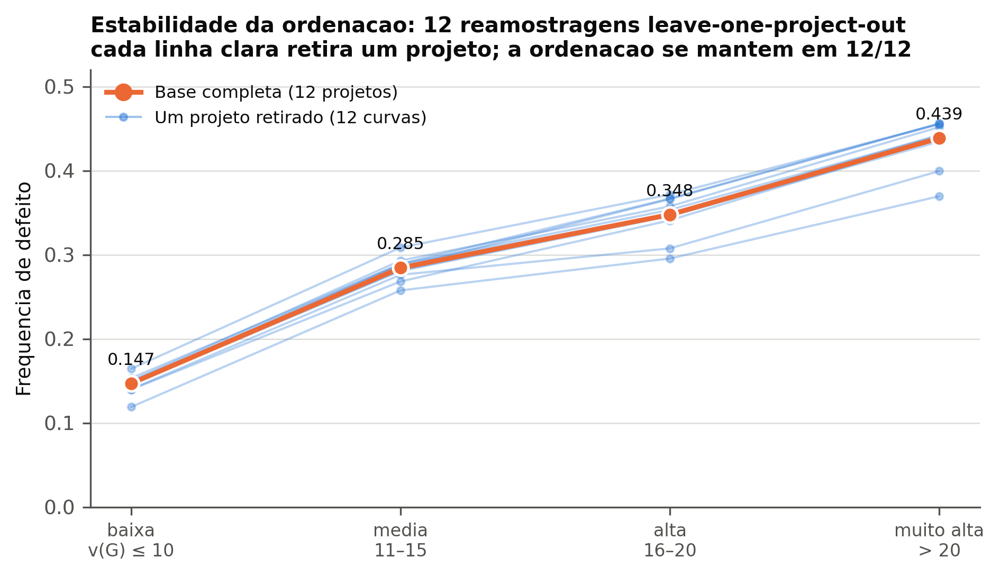 Estabilidade da ordenacao: 12 reamostragens leave-one-project-out
cada linha clara retira um projeto; a ordenacao se mantem em 12/12
Base completa (12 projetos)
Um projeto retirado (12 curvas)
Frequencia de defeito
0.5
0.4
0.3
0.2
0.1
0.0
0.147
0.285
0.348
0.439
baixa
v(G) ≤ 10
media
11–15
alta
16–20
muito alta
> 20